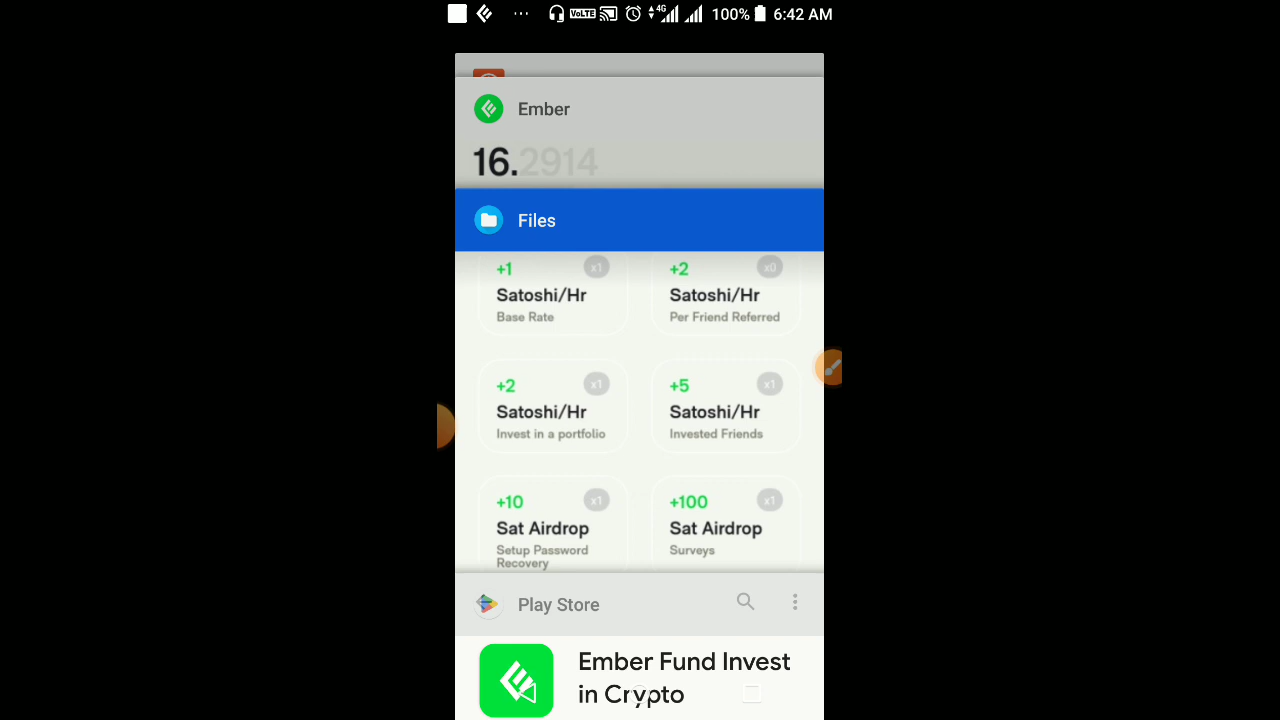 VoLTE 4G 100% 6:42 AM
Ember
16.2914
Files
+1 x1
Satoshi/Hr
Base Rate
+2 x0
Satoshi/Hr
Per Friend Referred
+2 x1
Satoshi/Hr
Invest in a portfolio
+5 x1
Satoshi/Hr
Invested Friends
+10 x1
Sat Airdrop
Setup Password
Recovery
+100 x1
Sat Airdrop
Surveys
Play Store
Ember Fund Invest
in Crypto